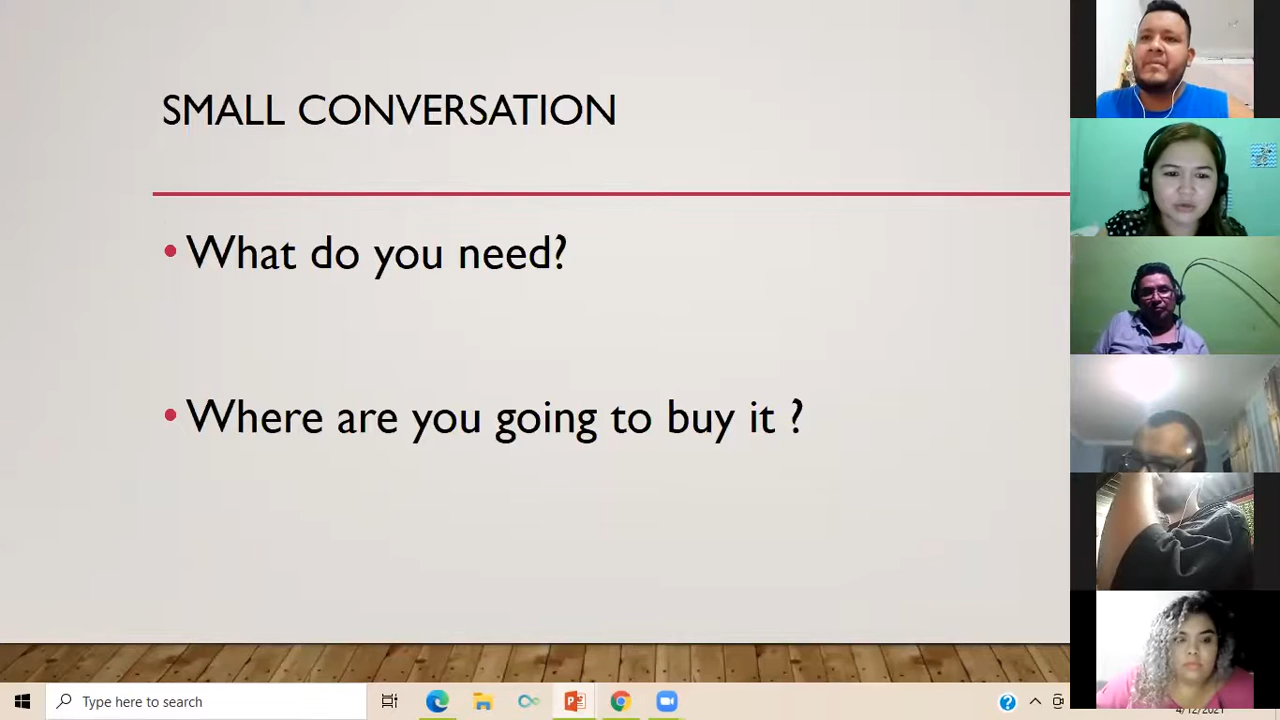 SMALL CONVERSATION
• What do you need?
• Where are you going to buy it ?
Type here to search